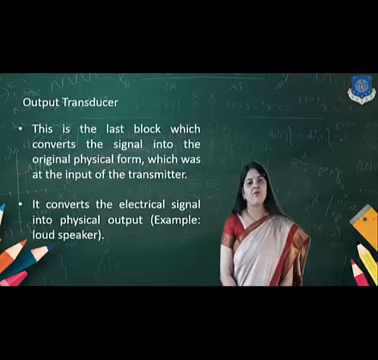 Output Transducer
• This is the last block which
converts the signal into the
original physical form, which was
at the input of the transmitter.
• It converts the electrical signal
into physical output (Example:
loud speaker).